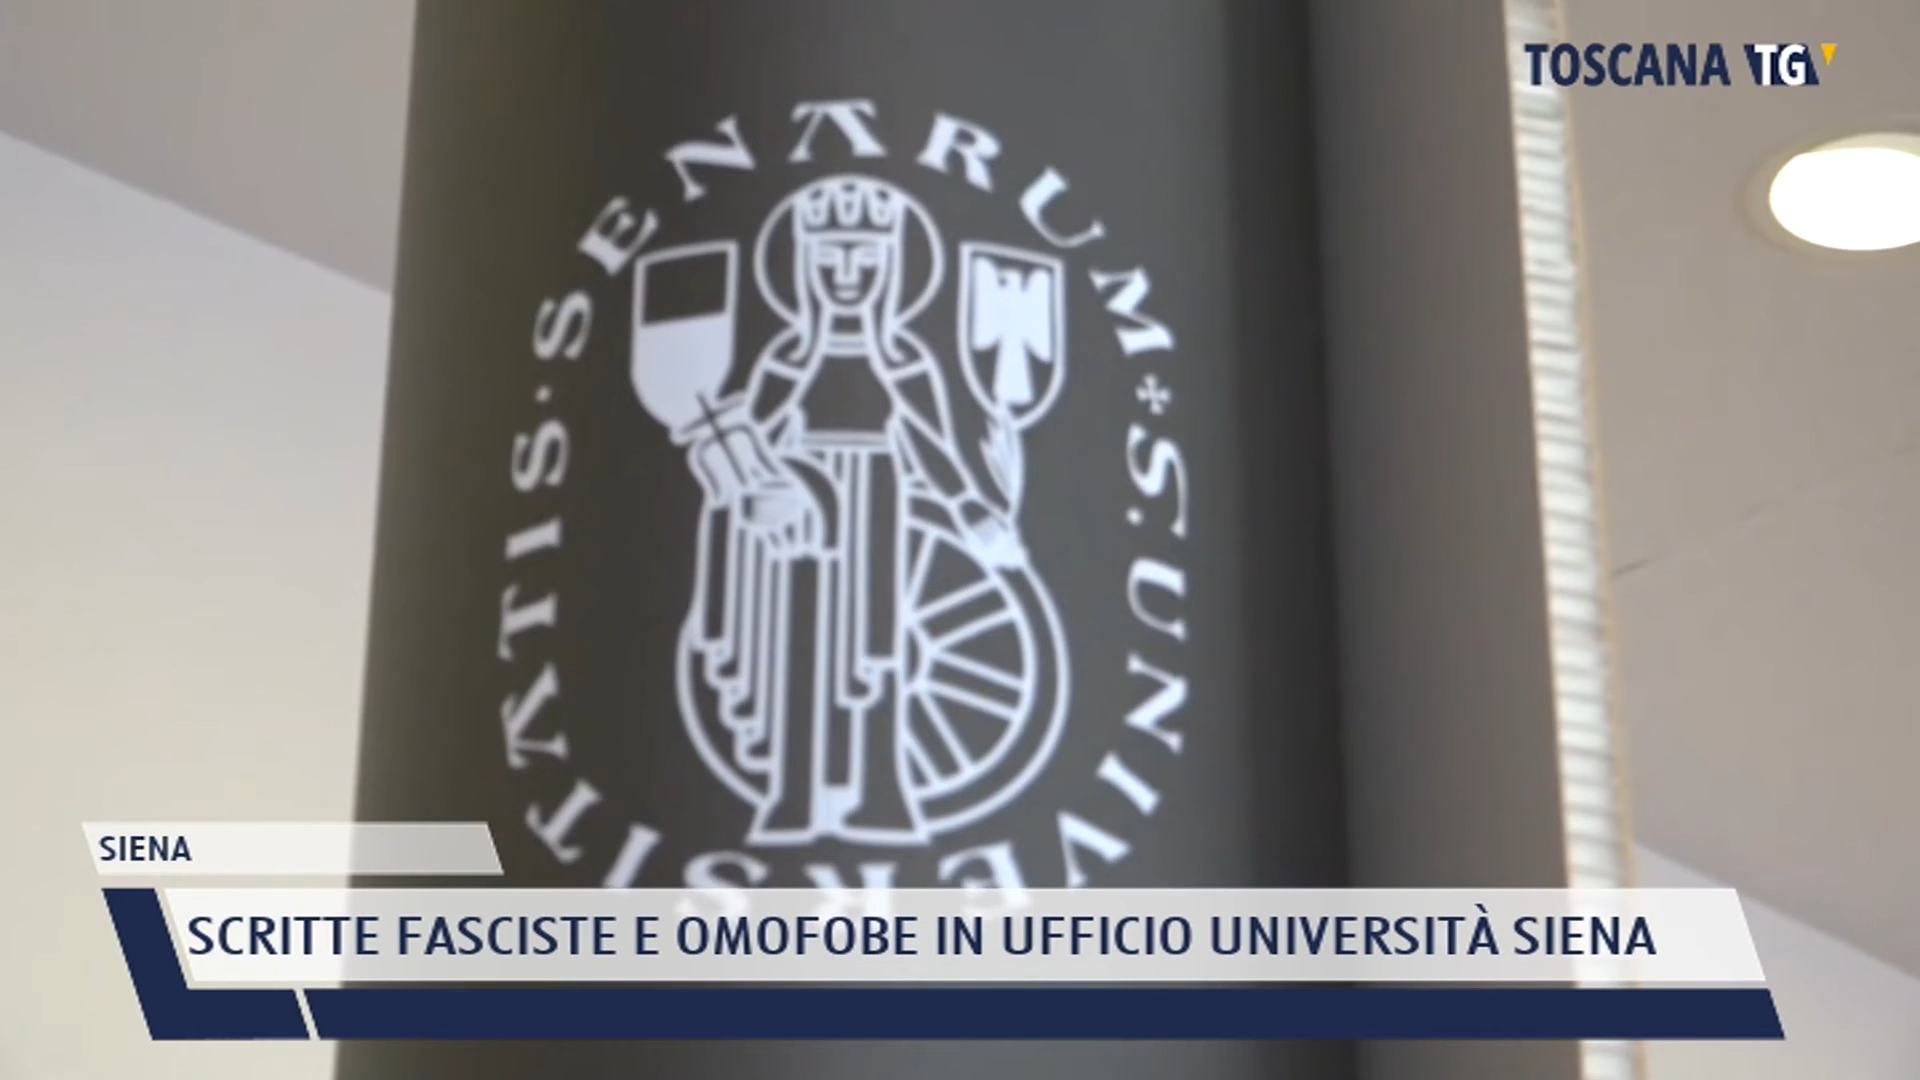 TOSCANA TG
S. UNIVERSITATIS · SENARUM
SIENA
SCRITTE FASCISTE E OMOFOBE IN UFFICIO UNIVERSITÀ SIENA